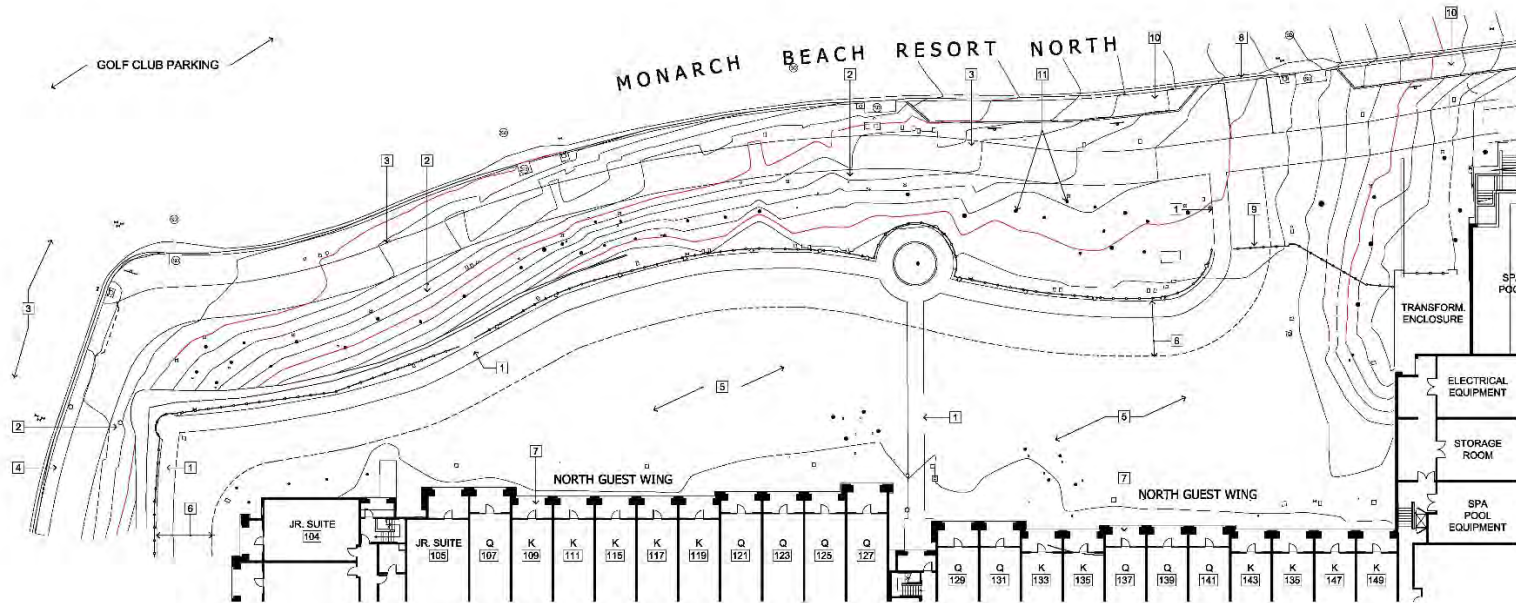 GOLF CLUB PARKING
MONARCH BEACH RESORT NORTH
10
8
10
2
3
11
3
2
1
9
3
TRANSFORM.
ENCLOSURE
6
1
5
ELECTRICAL
EQUIPMENT
2
1
5
STORAGE
ROOM
4
1
7
NORTH GUEST WING
7
NORTH GUEST WING
6
SPA
POOL
EQUIPMENT
JR. SUITE
104
JR. SUITE
105
Q
107
K
109
K
111
K
115
K
117
K
119
Q
121
Q
123
Q
125
Q
127
Q
129
Q
131
K
133
K
135
Q
137
Q
139
Q
141
K
143
K
135
K
147
K
149